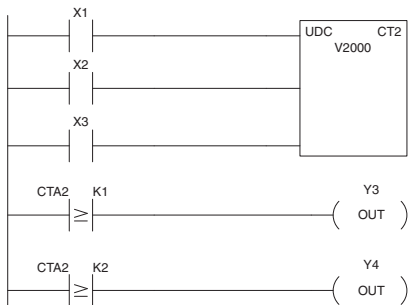 X1
UDC CT2
V2000
X2
X3
CTA2 K1 Y3
≥ OUT
CTA2 K2 Y4
≥ OUT